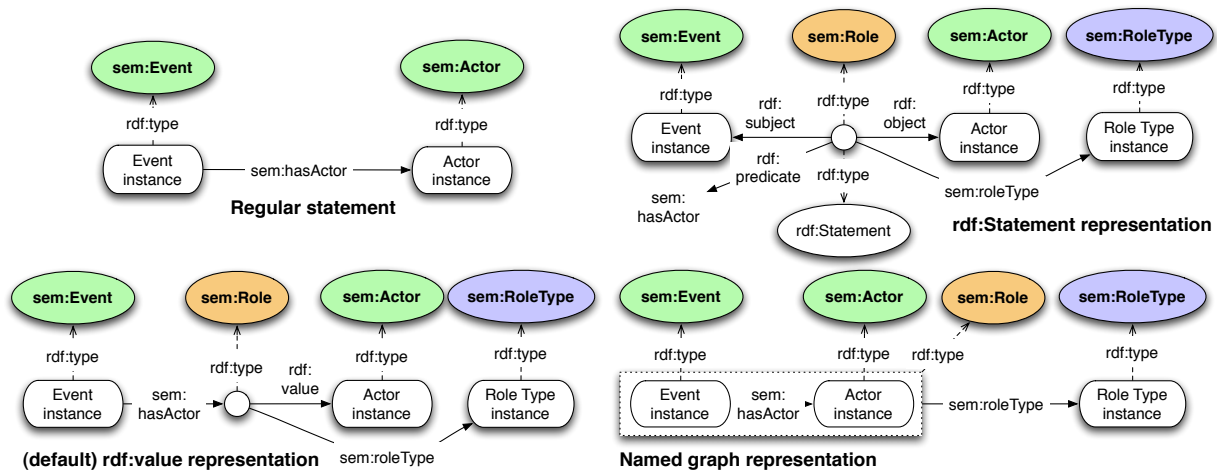 sem:Event
sem:Actor
rdf:type
rdf:type
Event
instance
sem:hasActor
Actor
instance
Regular statement
sem:Event
sem:Role
sem:Actor
sem:RoleType
rdf:type
rdf:type
rdf:type
rdf:type
rdf:
subject
rdf:
object
Event
instance
Actor
instance
Role Type
instance
rdf:
predicate
rdf:type
sem:
hasActor
sem:roleType
rdf:Statement
rdf:Statement representation
sem:Event
sem:Role
sem:Actor
sem:RoleType
rdf:type
rdf:type
rdf:type
rdf:type
rdf:
value
Event
instance
sem:
hasActor
Actor
instance
Role Type
instance
sem:roleType
(default) rdf:value representation
sem:Event
sem:Actor
sem:Role
sem:RoleType
rdf:type
rdf:type
rdf:type
rdf:type
Event
instance
sem:
hasActor
Actor
instance
sem:roleType
Role Type
instance
Named graph representation